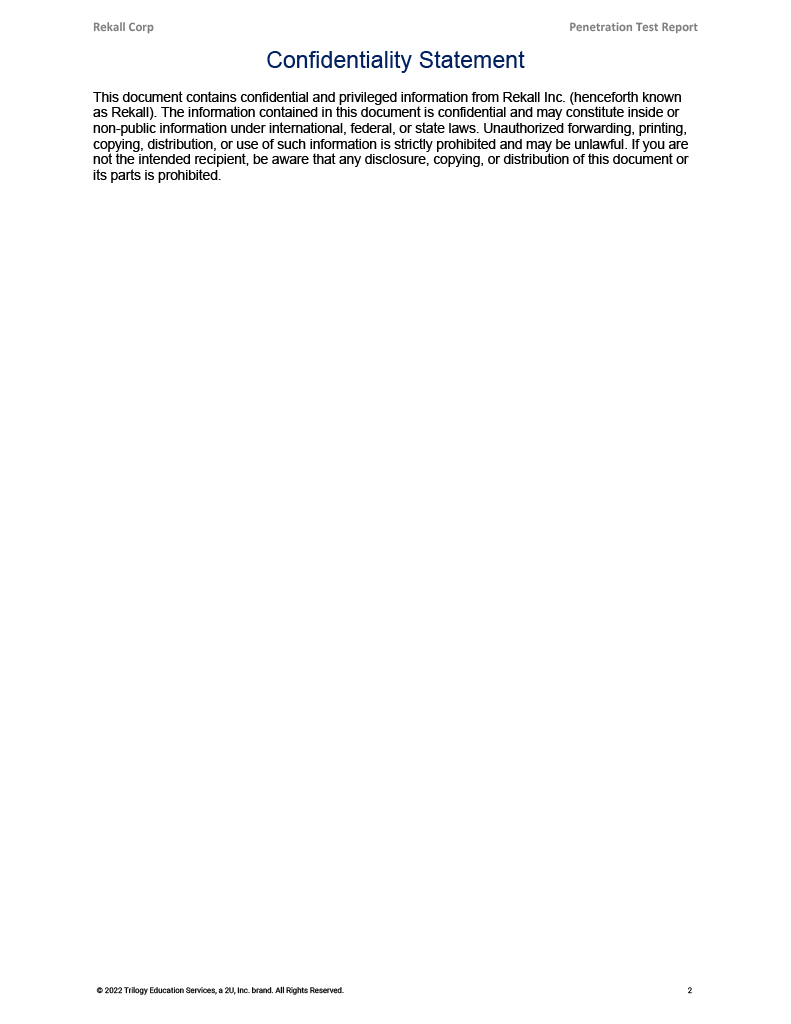 Rekall Corp Penetration Test Report
Confidentiality Statement
This document contains confidential and privileged information from Rekall Inc. (henceforth known
as Rekall). The information contained in this document is confidential and may constitute inside or
non-public information under international, federal, or state laws. Unauthorized forwarding, printing,
copying, distribution, or use of such information is strictly prohibited and may be unlawful. If you are
not the intended recipient, be aware that any disclosure, copying, or distribution of this document or
its parts is prohibited.
© 2022 Trilogy Education Services, a 2U, Inc. brand. All Rights Reserved. 2